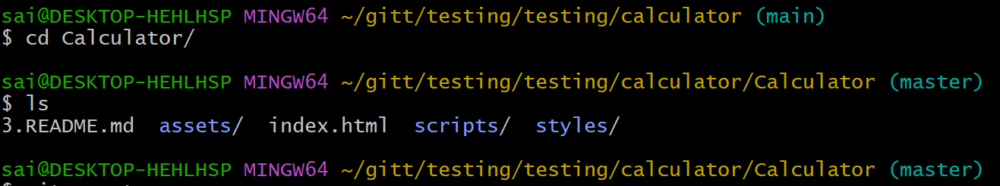 sai@DESKTOP-HEHLHSP MINGW64 ~/gitt/testing/testing/calculator (main)
$ cd Calculator/
sai@DESKTOP-HEHLHSP MINGW64 ~/gitt/testing/testing/calculator/Calculator (master)
$ ls
3.README.md  assets/  index.html  scripts/  styles/
sai@DESKTOP-HEHLHSP MINGW64 ~/gitt/testing/testing/calculator/Calculator (master)